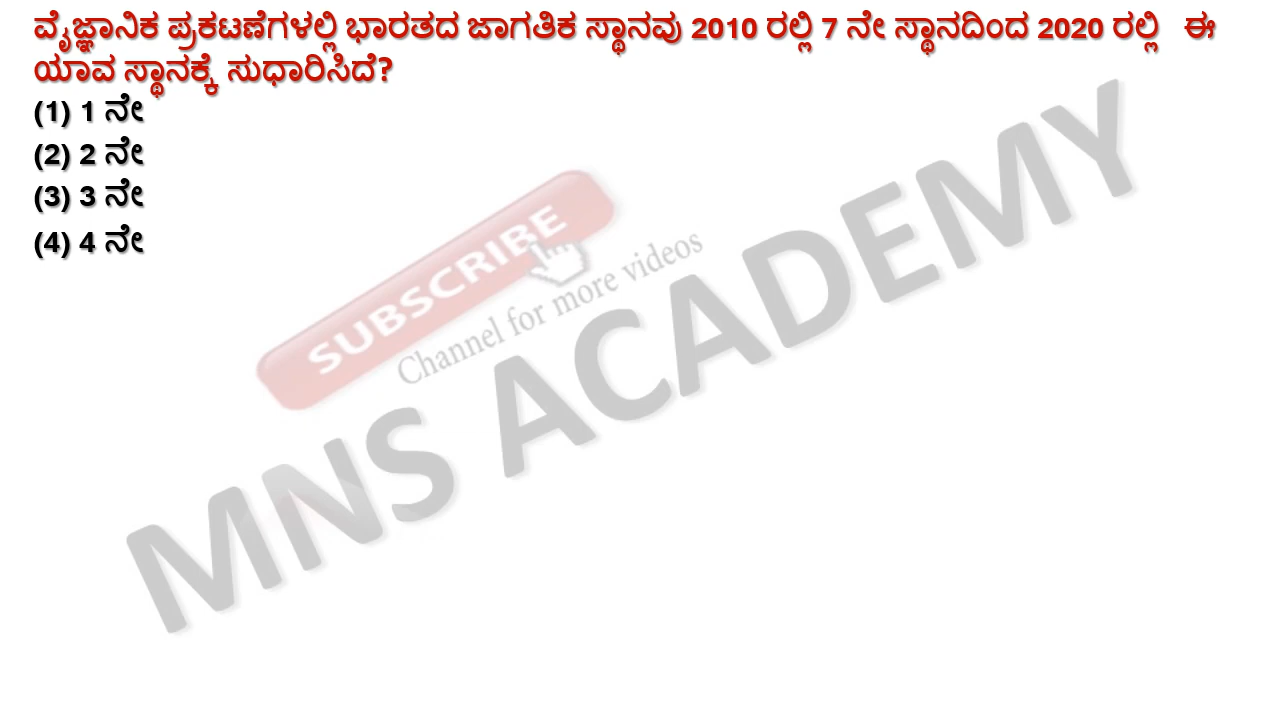 ವೈಜ್ಞಾನಿಕ ಪ್ರಕಟಣೆಗಳಲ್ಲಿ ಭಾರತದ ಜಾಗತಿಕ ಸ್ಥಾನವು 2010 ರಲ್ಲಿ 7 ನೇ ಸ್ಥಾನದಿಂದ 2020 ರಲ್ಲಿ ಈ
ಯಾವ ಸ್ಥಾನಕ್ಕೆ ಸುಧಾರಿಸಿದೆ?
(1) 1 ನೇ
(2) 2 ನೇ
(3) 3 ನೇ
(4) 4 ನೇ
SUBSCRIBE
Channel for more videos
MNS ACADEMY